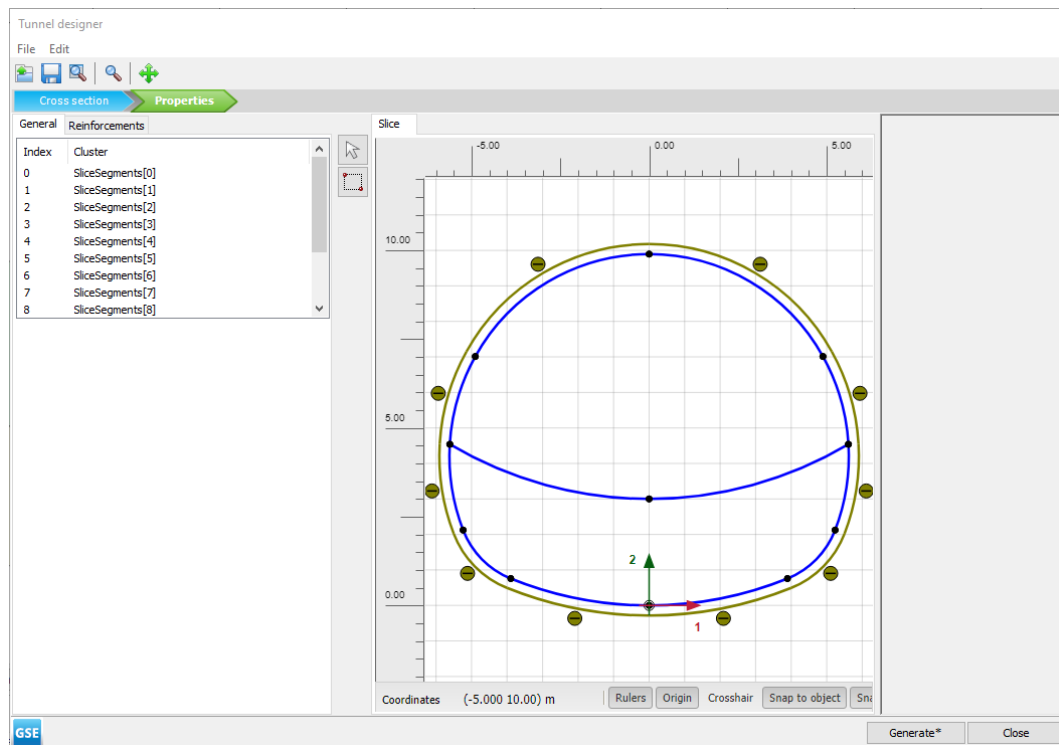 Tunnel designer
File Edit
Cross section Properties
General Reinforcements
Slice
Index Cluster
0 SliceSegments[0]
1 SliceSegments[1]
2 SliceSegments[2]
3 SliceSegments[3]
4 SliceSegments[4]
5 SliceSegments[5]
6 SliceSegments[6]
7 SliceSegments[7]
8 SliceSegments[8]
-5.00 0.00 5.00
10.00
5.00
0.00
2
1
Coordinates (-5.000 10.00) m Rulers Origin Crosshair Snap to object Sna
GSE Generate* Close